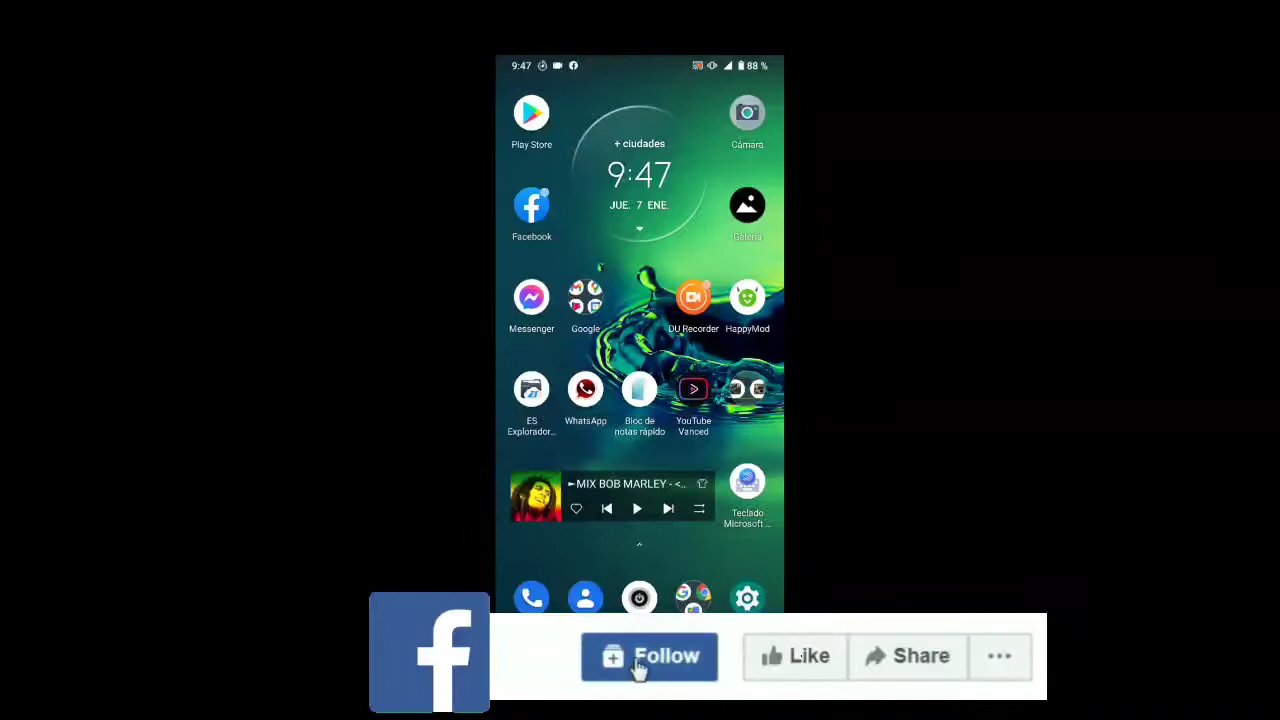 9:47
88 %
Play Store
+ ciudades
Cámara
9:47
JUE. 7 ENE.
Facebook
Galería
Messenger
Google
DU Recorder
HappyMod
ES
Explorador...
WhatsApp
Bloc de
notas rápido
YouTube
Vanced
►MIX BOB MARLEY - <..
Teclado
Microsoft ...
Follow
Like
Share
...